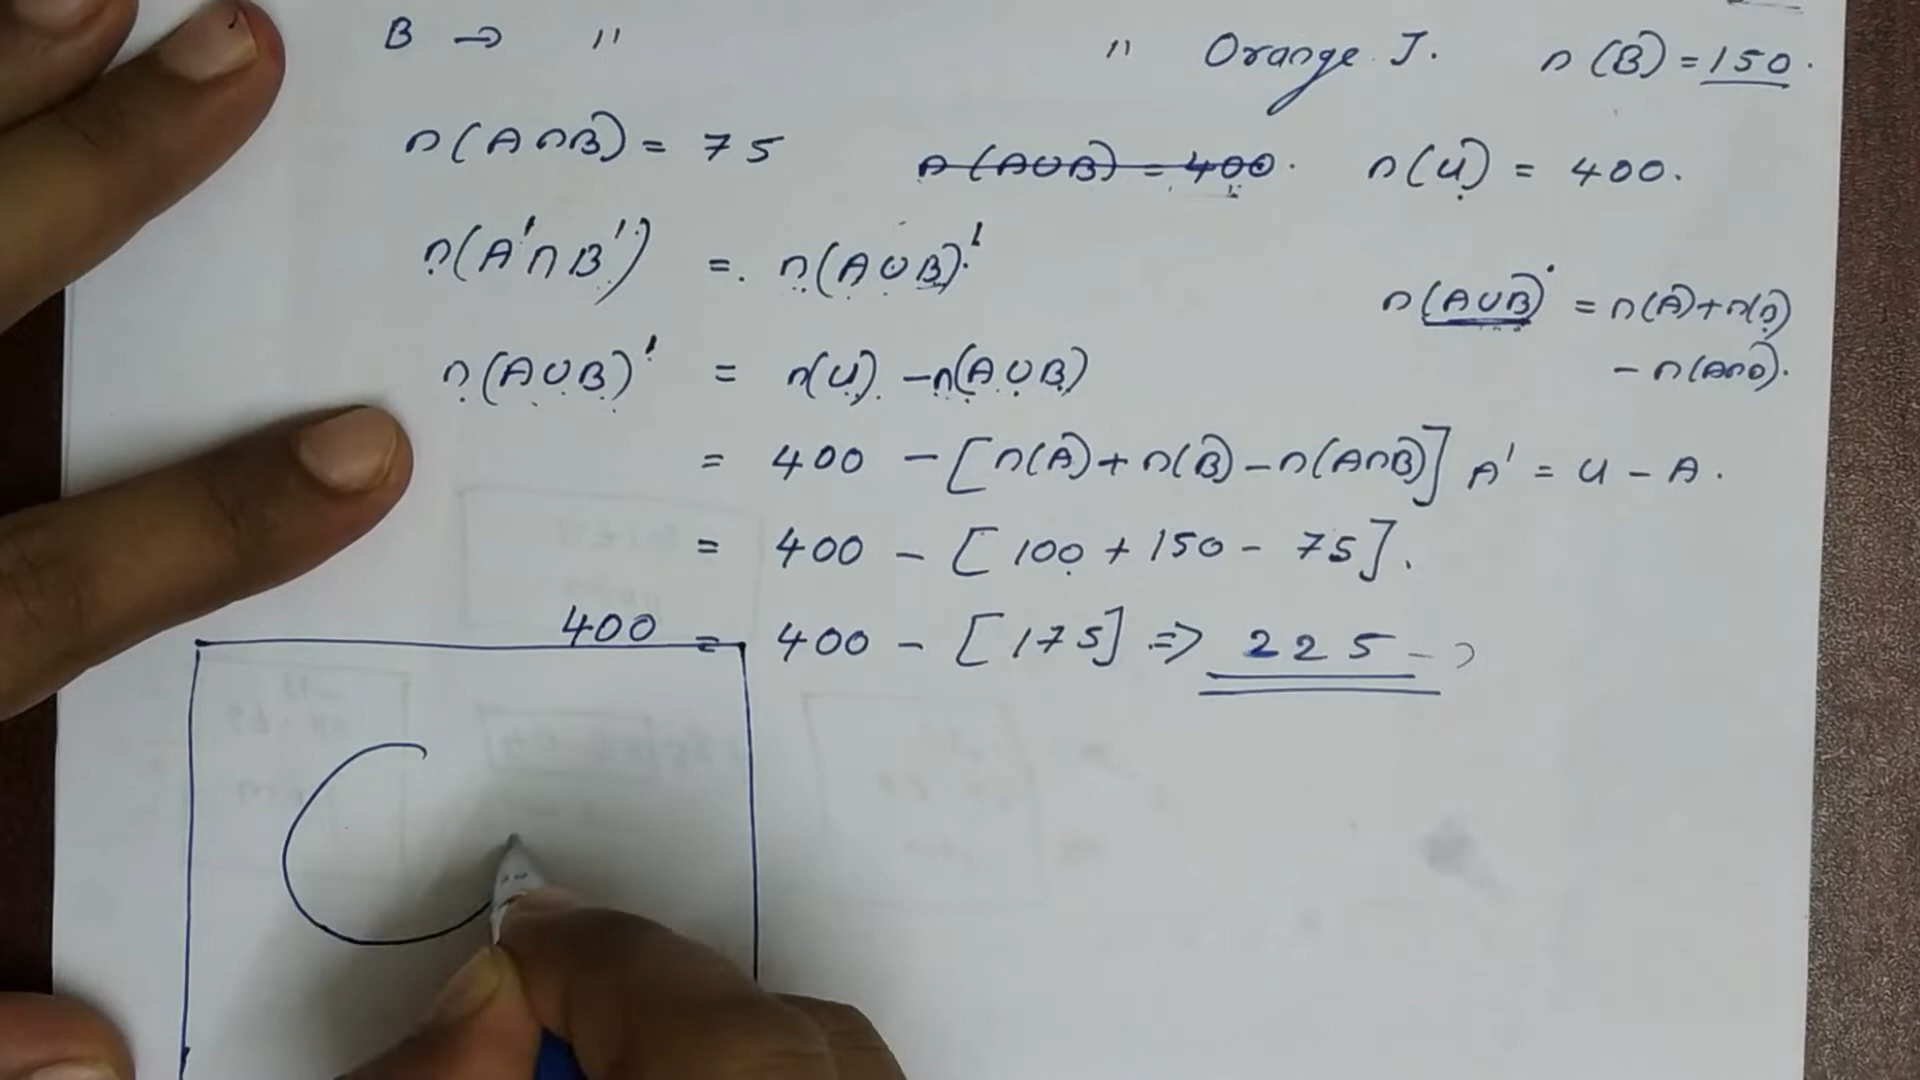 B → " " Orange J. n(B) = 150.
n(A∩B) = 75 n(A∪B) = 400. n(U) = 400.
n(A'∩B') = n(A∪B)'
n(A∪B) = n(A)+n(B)
- n(A∩B).
n(A∪B)' = n(U) - n(A∪B)
= 400 - [n(A)+n(B)-n(A∩B)] A' = U - A.
= 400 - [100 + 150 - 75].
= 400 - [175] => 225
400